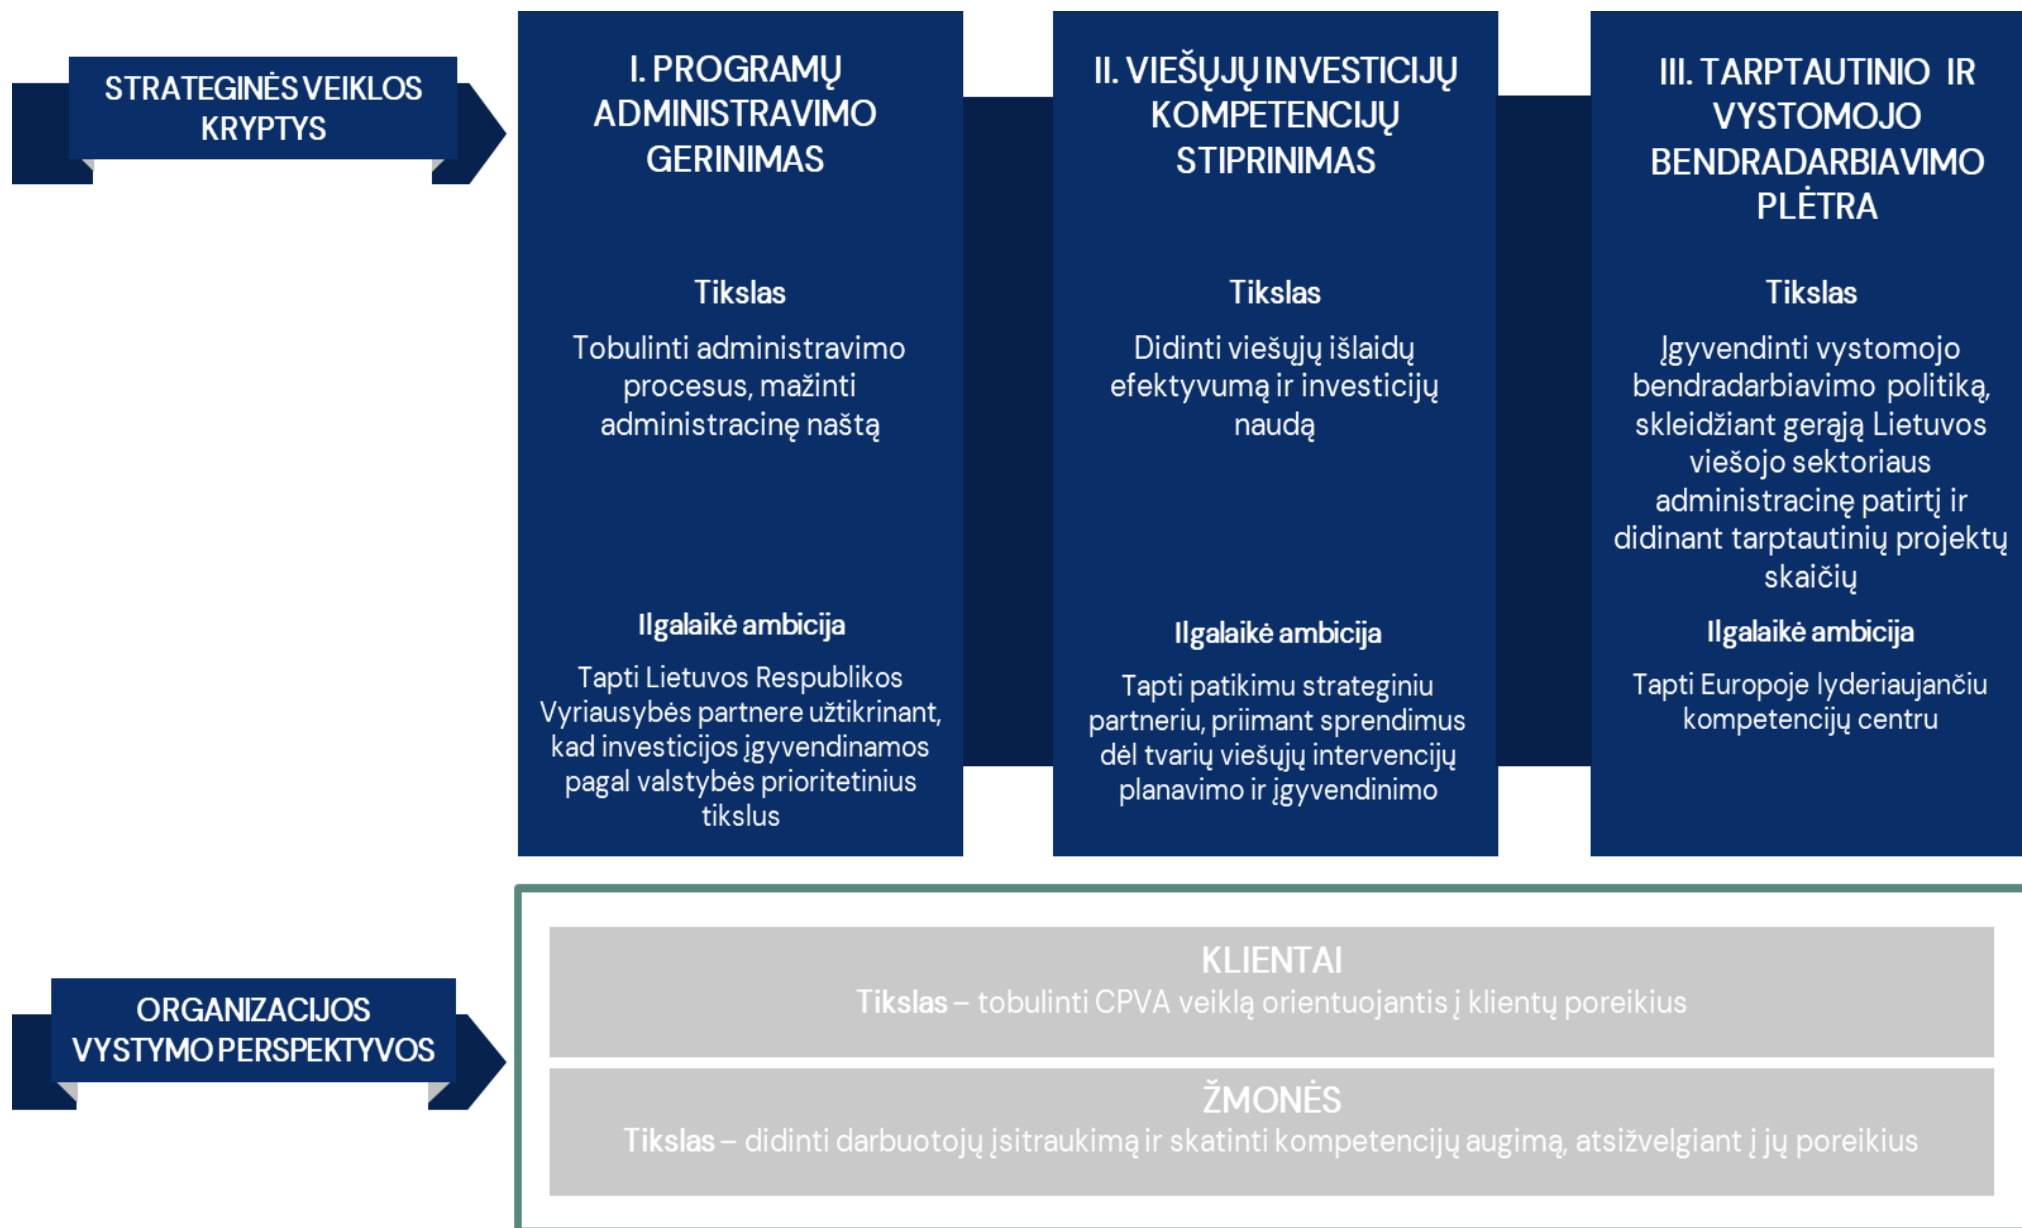 STRATEGINĖS VEIKLOS
KRYPTYS
I. PROGRAMŲ
ADMINISTRAVIMO
GERINIMAS
Tikslas
Tobulinti administravimo
procesus, mažinti
administracinę naštą
Ilgalaikė ambicija
Tapti Lietuvos Respublikos
Vyriausybės partnere užtikrinant,
kad investicijos įgyvendinamos
pagal valstybės prioritetinius
tikslus
II. VIEŠŲJŲ INVESTICIJŲ
KOMPETENCIJŲ
STIPRINIMAS
Tikslas
Didinti viešųjų išlaidų
efektyvumą ir investicijų
naudą
Ilgalaikė ambicija
Tapti patikimu strateginiu
partneriu, priimant sprendimus
dėl tvarių viešųjų intervencijų
planavimo ir įgyvendinimo
III. TARPTAUTINIO IR
VYSTOMOJO
BENDRADARBIAVIMO
PLĖTRA
Tikslas
Įgyvendinti vystomojo
bendradarbiavimo politiką,
skleidžiant gerąją Lietuvos
viešojo sektoriaus
administracinę patirtį ir
didinant tarptautinių projektų
skaičių
Ilgalaikė ambicija
Tapti Europoje lyderiaujančiu
kompetencijų centru
ORGANIZACIJOS
VYSTYMO PERSPEKTYVOS
KLIENTAI
Tikslas – tobulinti CPVA veiklą orientuojantis į klientų poreikius
ŽMONĖS
Tikslas – didinti darbuotojų įsitraukimą ir skatinti kompetencijų augimą, atsižvelgiant į jų poreikius